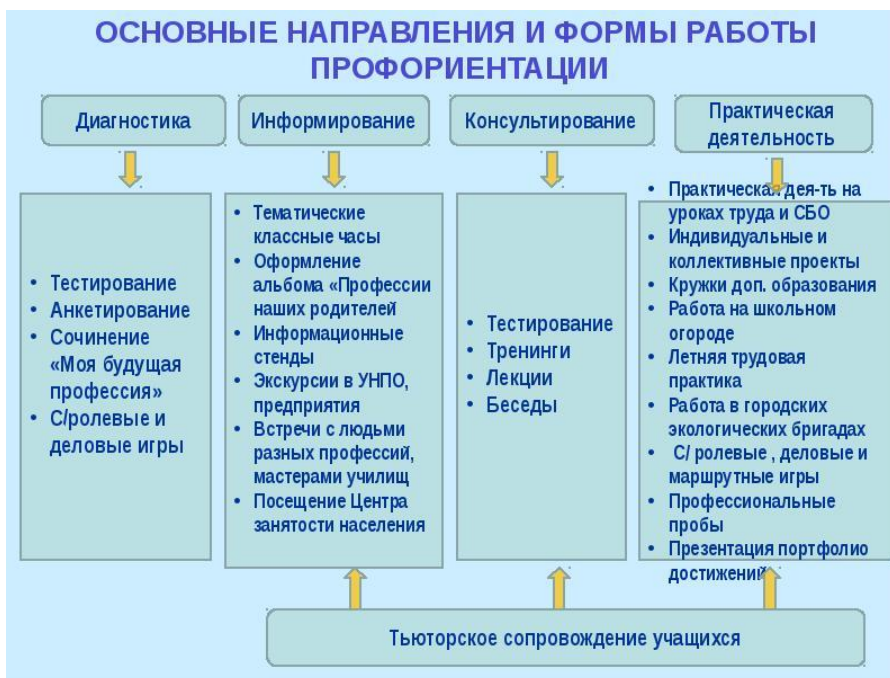 ОСНОВНЫЕ НАПРАВЛЕНИЯ И ФОРМЫ РАБОТЫ
ПРОФОРИЕНТАЦИИ
Диагностика
Информирование
Консультирование
Практическая
деятельность
• Тестирование
• Анкетирование
• Сочинение
«Моя будущая
профессия»
• С/ролевые и
деловые игры
• Тематические
классные часы
• Оформление
альбома «Профессии
наших родителей
• Информационные
стенды
• Экскурсии в УНПО,
предприятия
• Встречи с людьми
разных профессий,
мастерами училищ
• Посещение Центра
занятости населения
• Тестирование
• Тренинги
• Лекции
• Беседы
• Практическая дея-ть на
уроках труда и СБО
• Индивидуальные и
коллективные проекты
• Кружки доп. образования
• Работа на школьном
огороде
• Летняя трудовая
практика
• Работа в городских
экологических бригадах
• С/ ролевые , деловые и
маршрутные игры
• Профессиональные
пробы
• Презентация портфолио
достижений
Тьюторское сопровождение учащихся